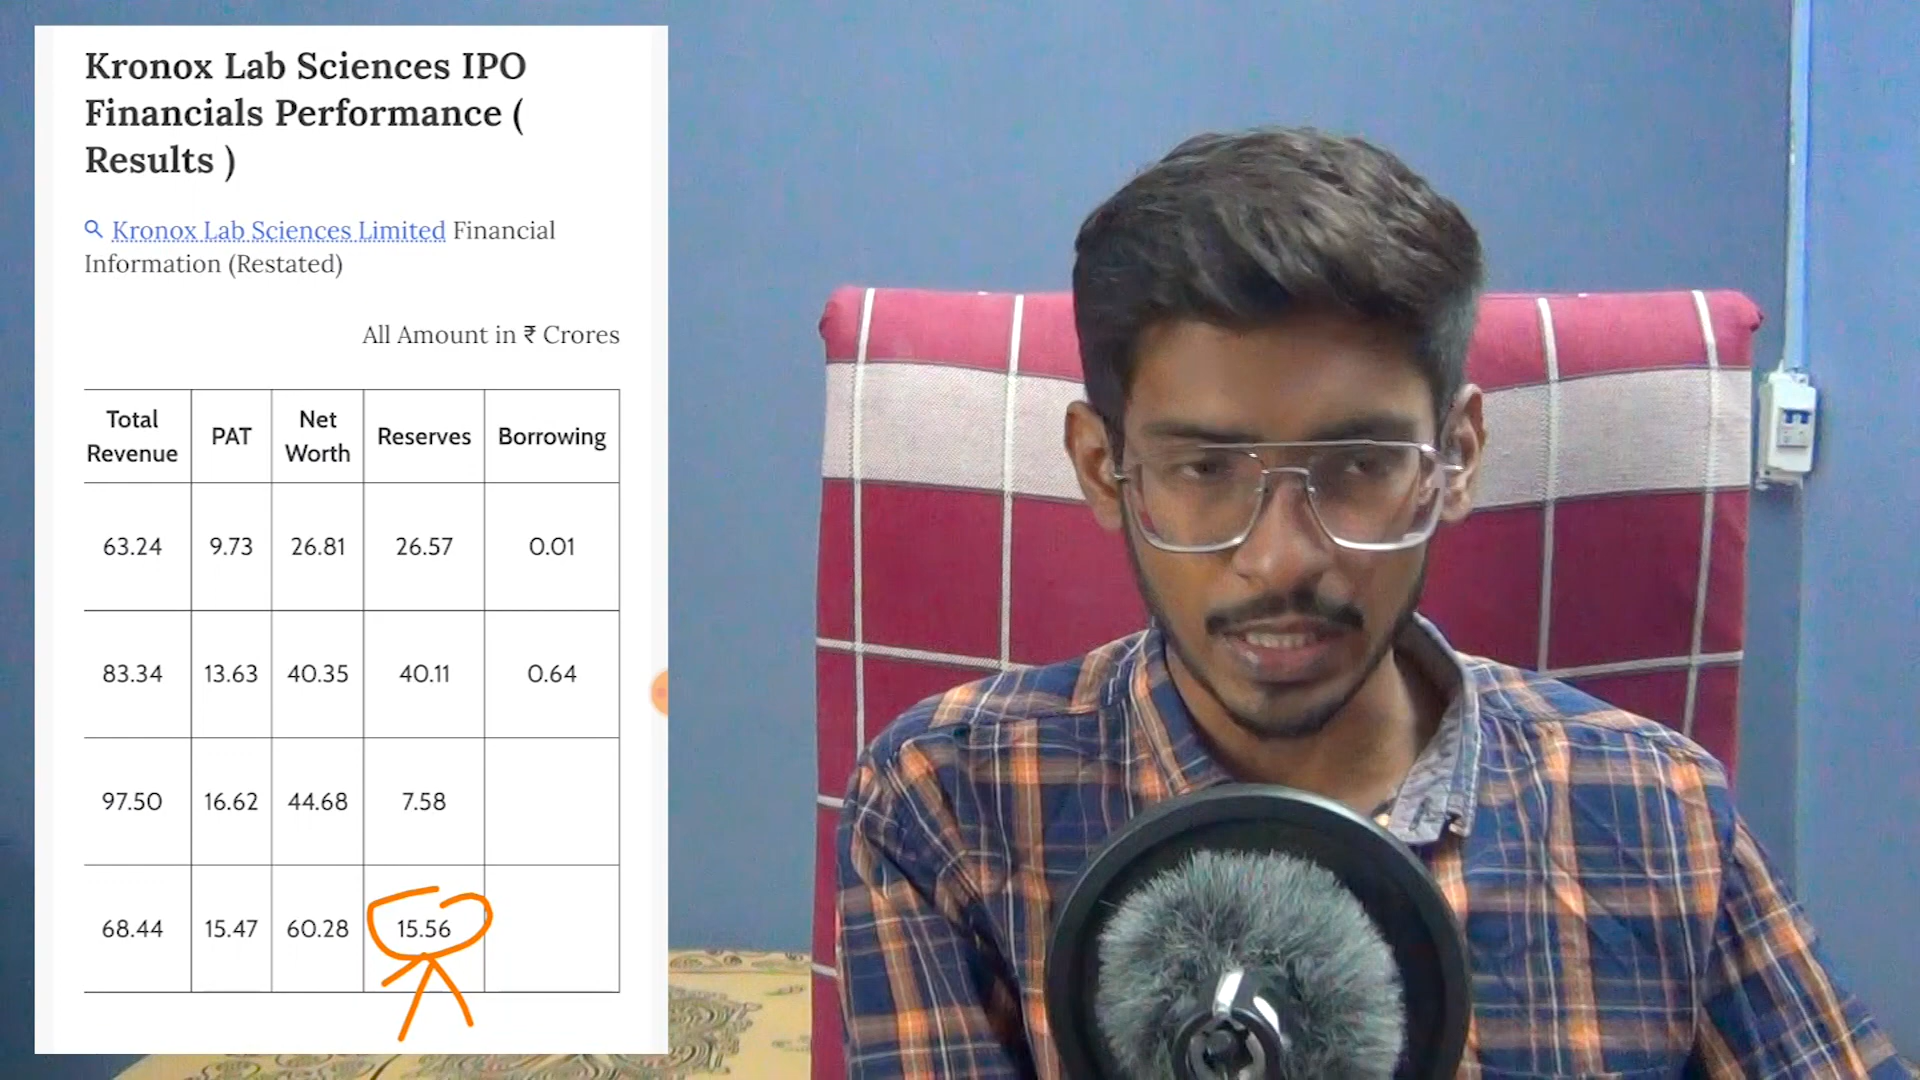 Kronox Lab Sciences IPO
Financials Performance (
Results )
Kronox Lab Sciences Limited Financial
Information (Restated)
All Amount in ₹ Crores
Total Revenue PAT Net Worth Reserves Borrowing
63.24 9.73 26.81 26.57 0.01
83.34 13.63 40.35 40.11 0.64
97.50 16.62 44.68 7.58
68.44 15.47 60.28 15.56